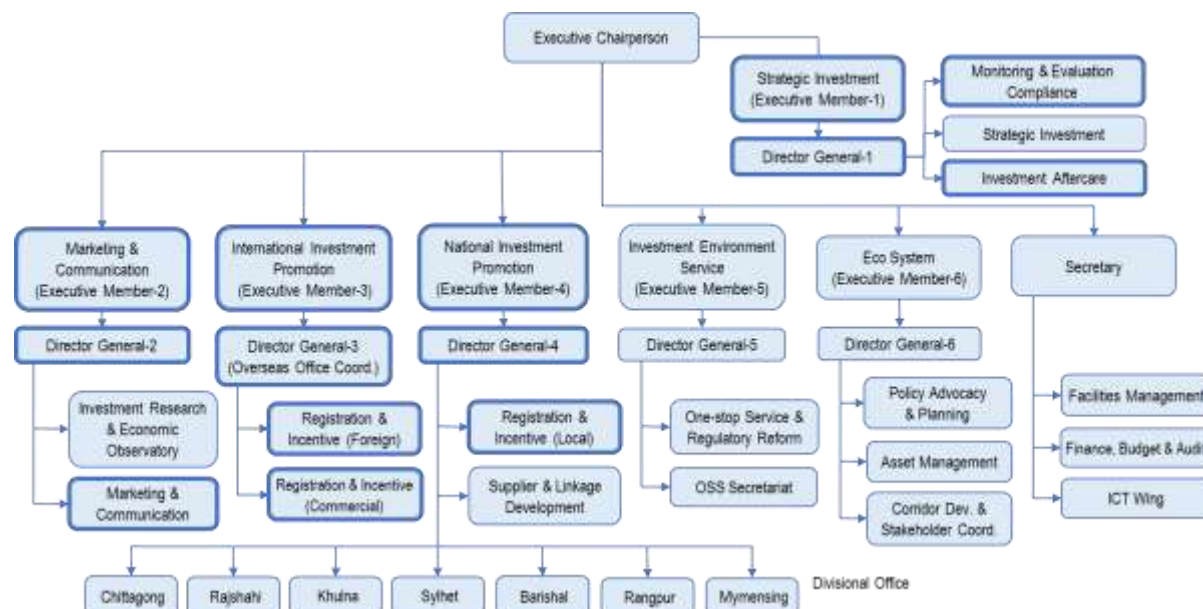 Executive Chairperson
Strategic Investment
(Executive Member-1)
Monitoring & Evaluation
Compliance
Strategic Investment
Director General-1
Investment Aftercare
Marketing &
Communication
(Executive Member-2)
International Investment
Promotion
(Executive Member-3)
National Investment
Promotion
(Executive Member-4)
Investment Environment
Service
(Executive Member-5)
Eco System
(Executive Member-6)
Secretary
Director General-2
Director General-3
(Overseas Office Coord.)
Director General-4
Director General-5
Director General-6
Investment Research
& Economic
Observatory
Marketing &
Communication
Registration &
Incentive (Foreign)
Registration & Incentive
(Commercial)
Registration &
Incentive (Local)
Supplier & Linkage
Development
One-stop Service &
Regulatory Reform
OSS Secretariat
Policy Advocacy
& Planning
Asset Management
Corridor Dev. &
Stakeholder Coord.
Facilities Management
Finance, Budget & Audit
ICT Wing
Chittagong
Rajshahi
Khulna
Sylhet
Barishal
Rangpur
Mymensing
Divisional Office